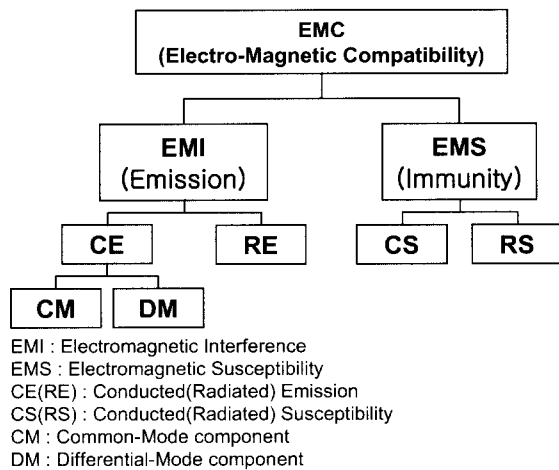 EMC
(Electro-Magnetic Compatibility)
EMI
(Emission)
EMS
(Immunity)
CE
RE
CS
RS
CM
DM
EMI : Electromagnetic Interference
EMS : Electromagnetic Susceptibility
CE(RE) : Conducted(Radiated) Emission
CS(RS) : Conducted(Radiated) Susceptibility
CM : Common-Mode component
DM : Differential-Mode component